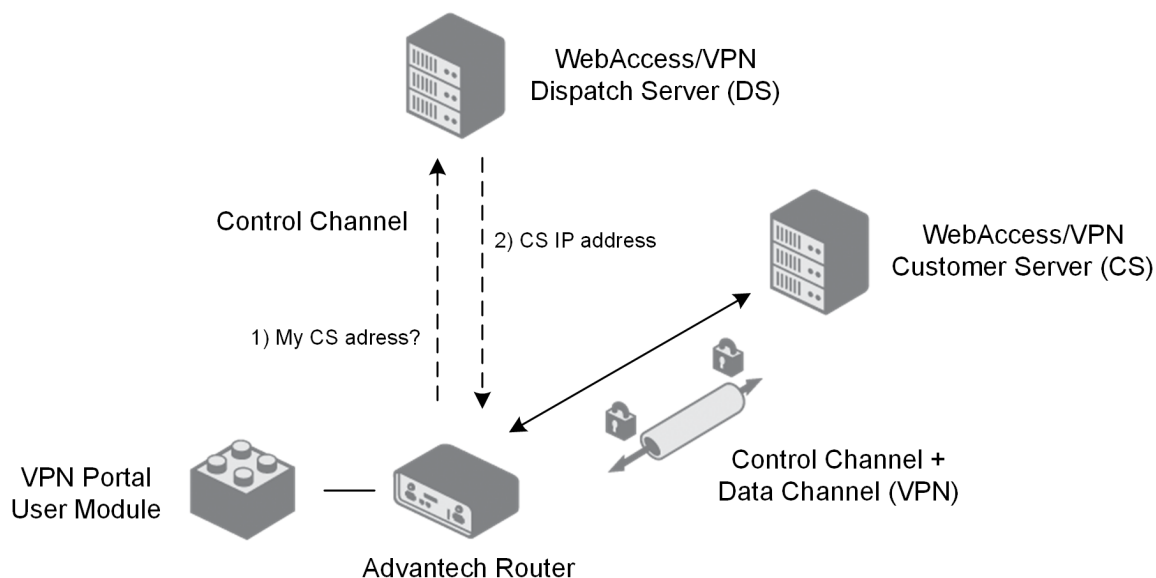 WebAccess/VPN
Dispatch Server (DS)
Control Channel
2) CS IP address
WebAccess/VPN
Customer Server (CS)
1) My CS adress?
VPN Portal
User Module
Control Channel +
Data Channel (VPN)
Advantech Router